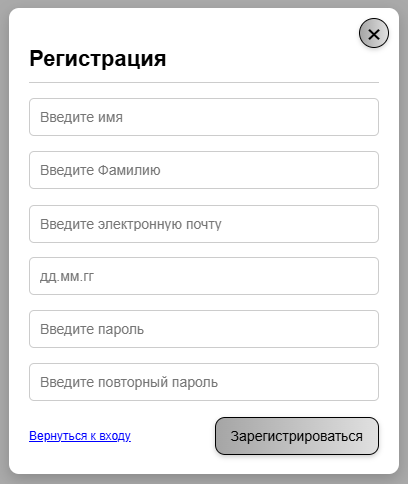 Регистрация
Введите имя
Введите Фамилию
Введите электронную почту
дд.мм.гг
Введите пароль
Введите повторный пароль
Вернуться к входу
Зарегистрироваться